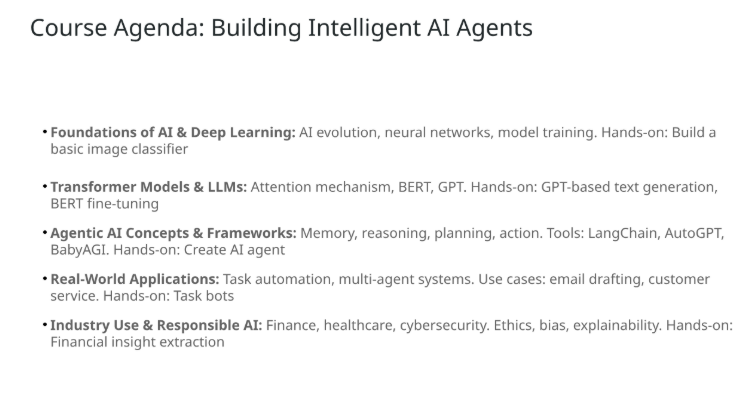 Course Agenda: Building Intelligent AI Agents
• Foundations of AI & Deep Learning: AI evolution, neural networks, model training. Hands-on: Build a
basic image classifier
• Transformer Models & LLMs: Attention mechanism, BERT, GPT. Hands-on: GPT-based text generation,
BERT fine-tuning
• Agentic AI Concepts & Frameworks: Memory, reasoning, planning, action. Tools: LangChain, AutoGPT,
BabyAGI. Hands-on: Create AI agent
• Real-World Applications: Task automation, multi-agent systems. Use cases: email drafting, customer
service. Hands-on: Task bots
• Industry Use & Responsible AI: Finance, healthcare, cybersecurity. Ethics, bias, explainability. Hands-on:
Financial insight extraction